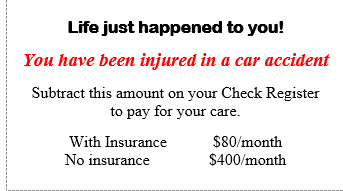 Life just happened to you!
You have been injured in a car accident
Subtract this amount on your Check Register
to pay for your care.
With Insurance $80/month
No insurance $400/month